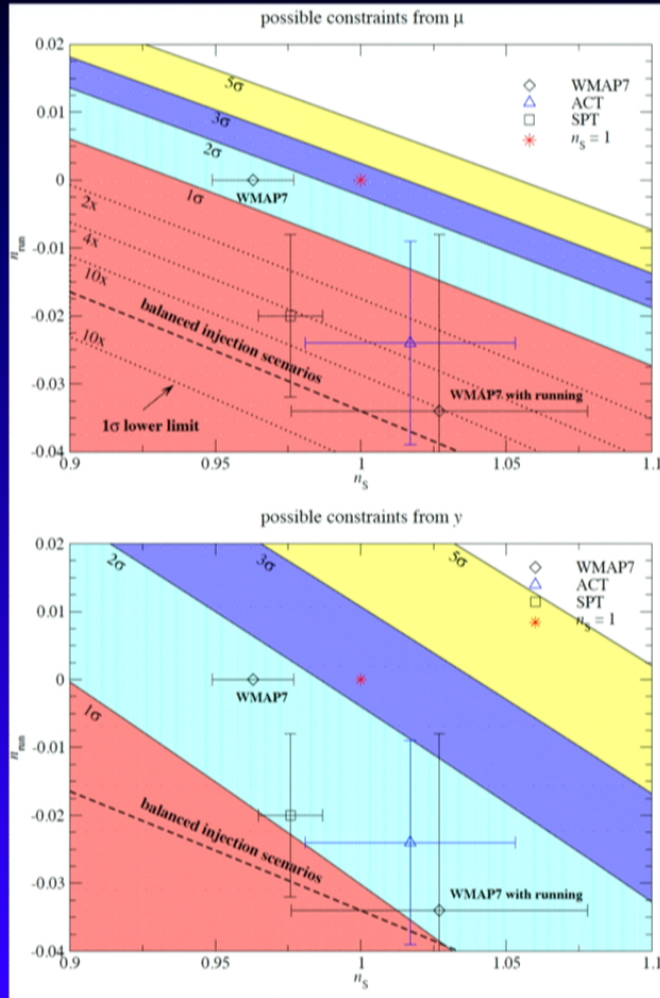 possible constraints from μ
0.02
0.01
0
-0.01
-0.02
-0.03
-0.04
n_run
5σ
3σ
2σ
1σ
WMAP7
ACT
SPT
n_S = 1
WMAP7
2x
4x
10x
10x
balanced injection scenarios
WMAP7 with running
1σ lower limit
0.9
0.95
1
1.05
1.1
n_S
possible constraints from y
0.02
0.01
0
-0.01
-0.02
-0.03
-0.04
n_run
2σ
3σ
5σ
1σ
WMAP7
ACT
SPT
n_S = 1
WMAP7
balanced injection scenarios
WMAP7 with running
0.9
0.95
1
1.05
1.1
n_S